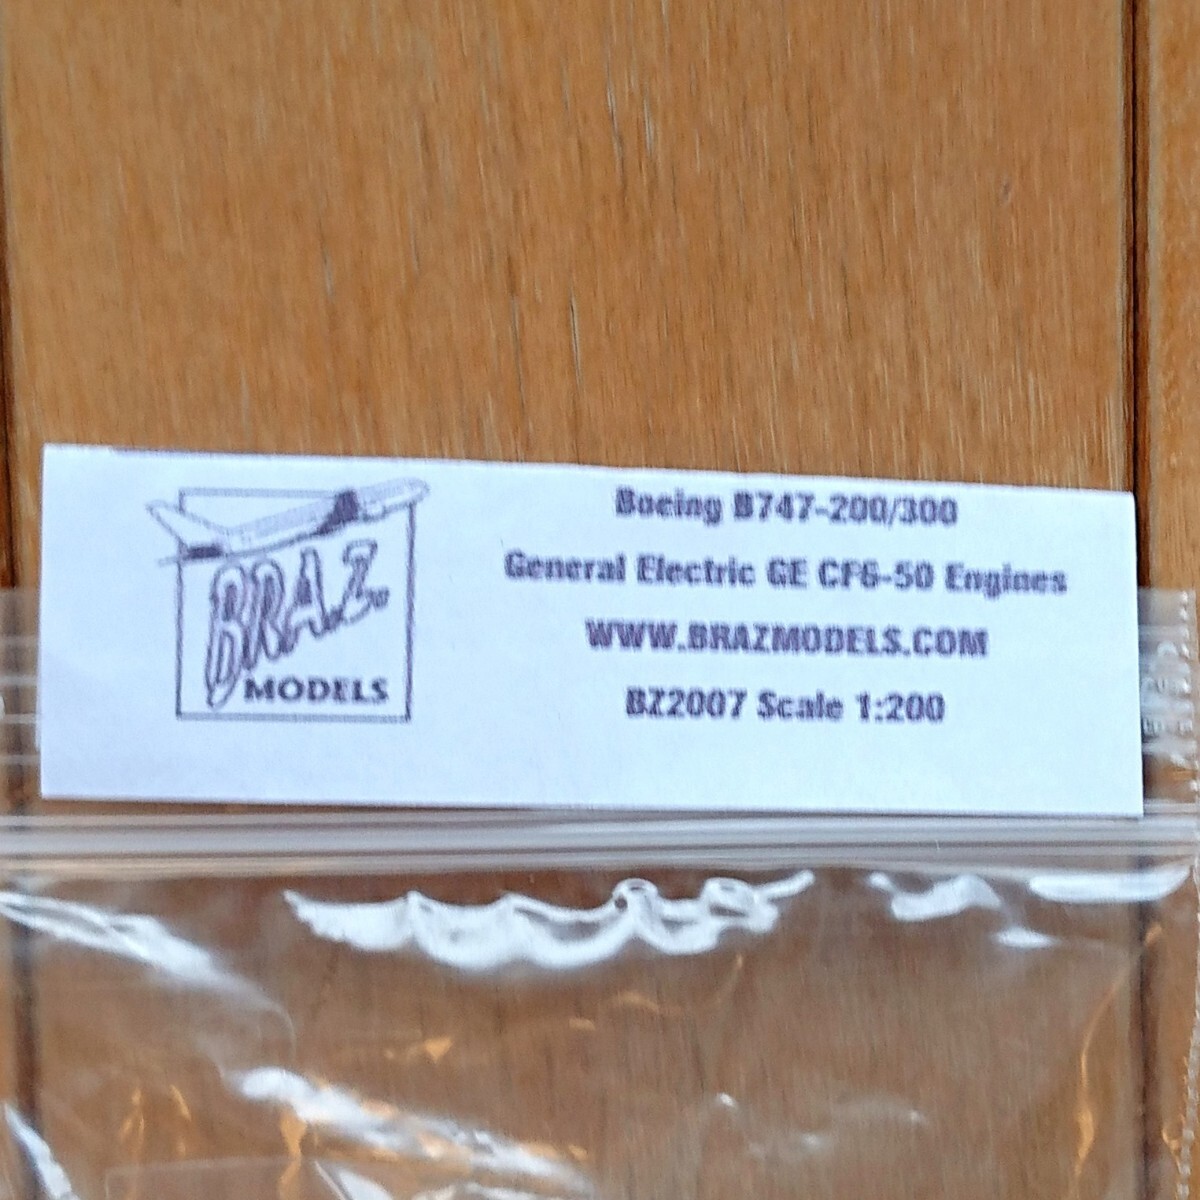 BRAZ.
MODELS
Boeing B747-200/300
General Electric GE CF6-50 Engines
WWW.BRAZMODELS.COM
BZ2007 Scale 1:200